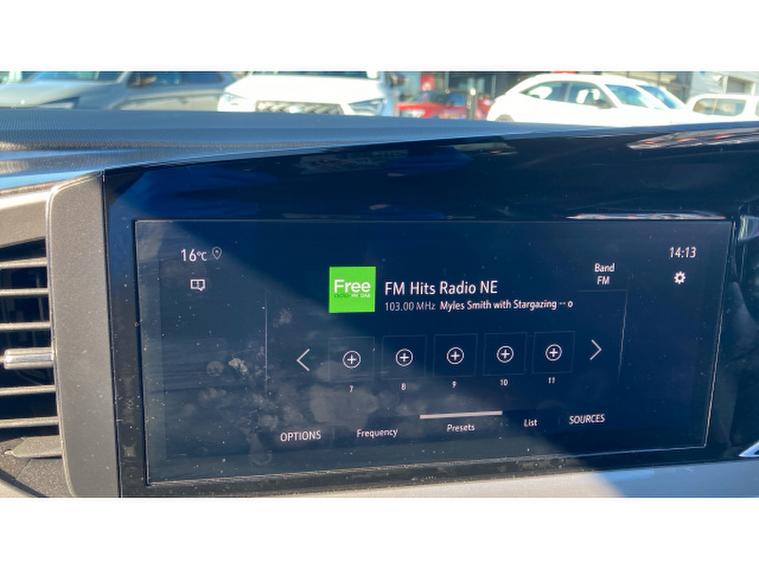 16°C
14:13
Free
FM Hits Radio NE
Band
FM
103.00 MHz Myles Smith with Stargazing -- o
7 8 9 10 11
OPTIONS Frequency Presets List SOURCES